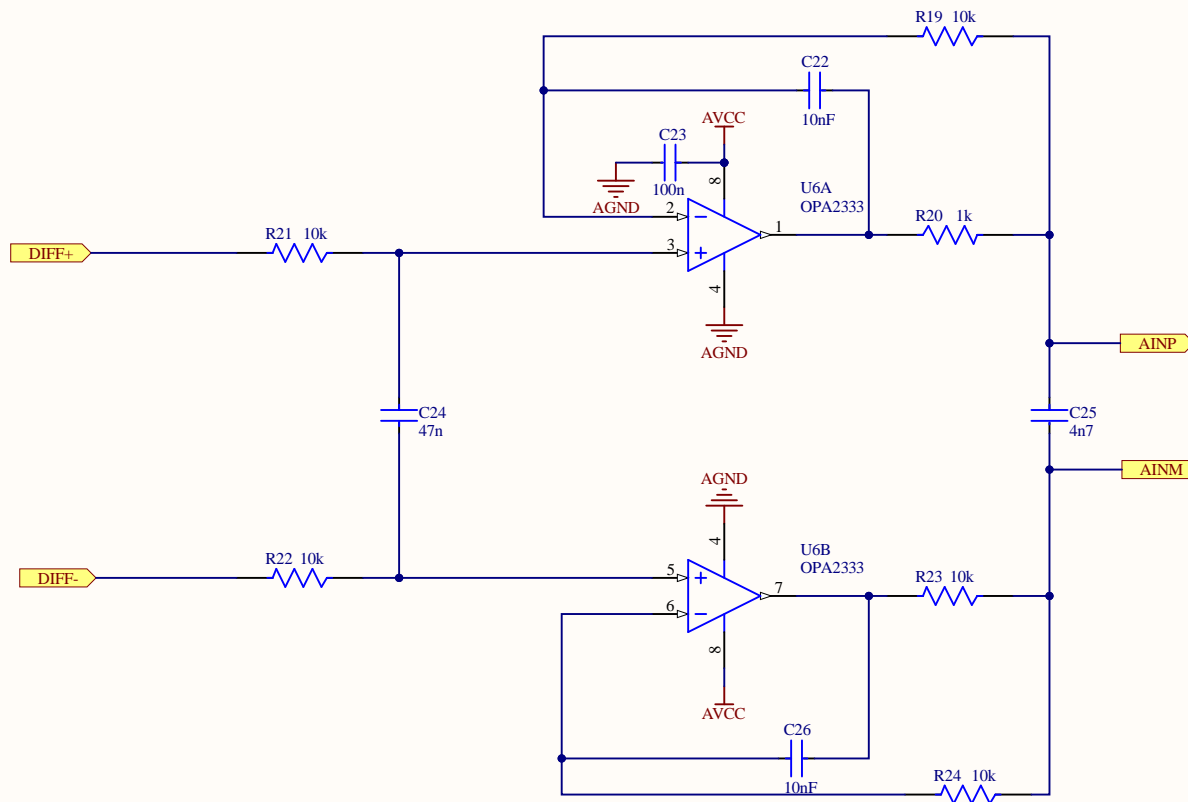 R19 10k
C22
10nF
AVCC
C23
100n
AGND
8
U6A
OPA2333
2
3
1
4
AGND
R20 1k
DIFF+
R21 10k
AINP
C24
47n
C25
4n7
AINM
AGND
4
U6B
OPA2333
DIFF-
R22 10k
5
6
7
8
AVCC
R23 10k
C26
10nF
R24 10k